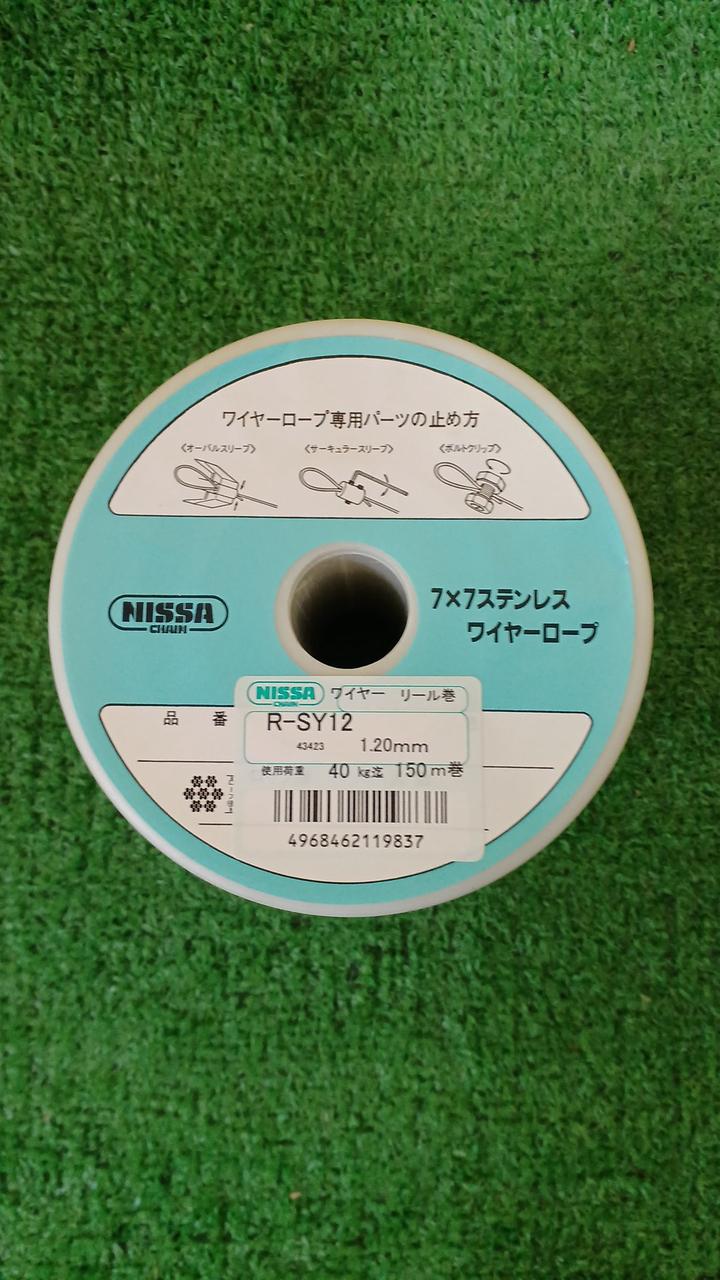 ワイヤーロープ専用パーツの止め方
《オーバルスリーブ》 《サーキュラースリーブ》 《ボルトクリップ》
NISSA
CHAIN
7×7ステンレス
ワイヤーロープ
品 番
NISSA
CHAIN
ワイヤー リール巻
R-SY12
43423 1.20mm
使用荷重 40 kg迄 150m巻
4968462119837